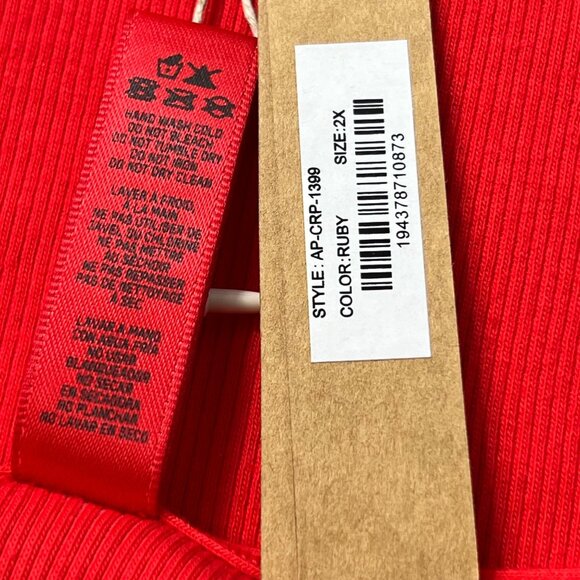 HAND WASH COLD
DO NOT BLEACH
DO NOT TUMBLE DRY
DO NOT IRON
DO NOT DRY CLEAN
LAVER A FROID,
À LA MAIN
NE PAS UTILISER DE
JAVEL OU CHLORINE
NE PAS METTRE
AU SÉCHOIR
NE PAS REPASSER
PAS DE NETTOYAGE
À SEC
LAVAR A MANO
CON AGUA FRIA
NO USAR
BLANQUEADOR
NO SECAR
EN SECADORA
NO PLANCHAR
NO LAVAR EN SECO
STYLE: AP-CRP-1399
COLOR:RUBY SIZE:2X
194378710873